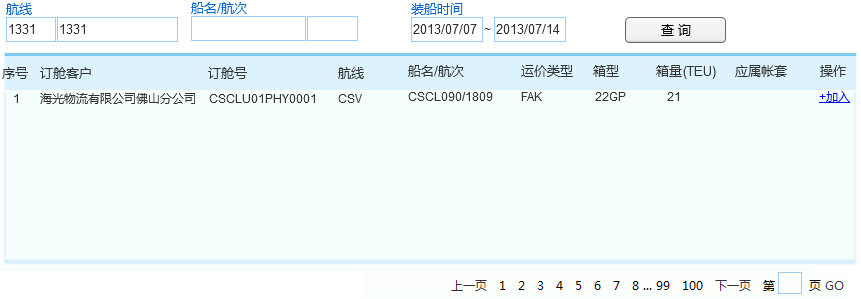 航线 船名/航次 装船时间
1331 1331 2013/07/07 ~ 2013/07/14 查 询
序号 订舱客户 订舱号 航线 船名/航次 运价类型 箱型 箱量(TEU) 应属帐套 操作
1 海光物流有限公司佛山分公司 CSCLU01PHY0001 CSV CSCL090/1809 FAK 22GP 21 +加入
上一页 1 2 3 4 5 6 7 8 ... 99 100 下一页 第 页 GO